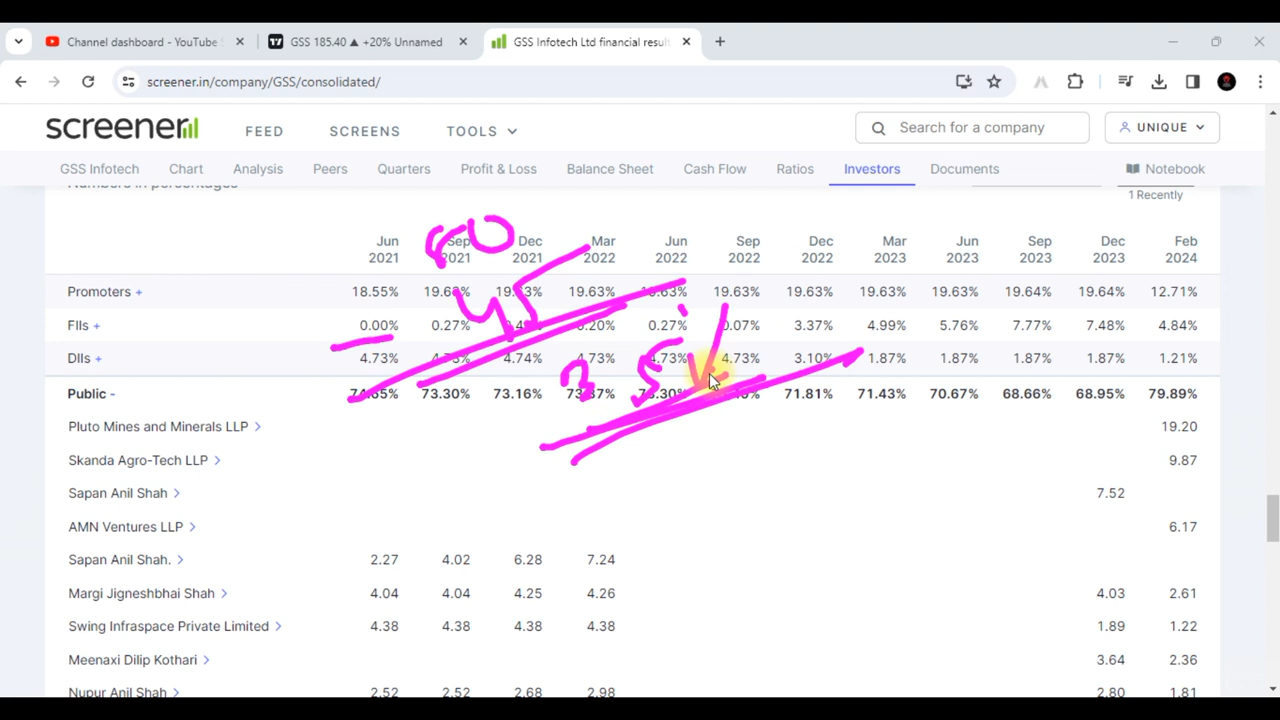 Channel dashboard - YouTube
GSS 185.40 ▲ +20% Unnamed
GSS Infotech Ltd financial resul
screener.in/company/GSS/consolidated/
screener FEED SCREENS TOOLS Search for a company UNIQUE
GSS Infotech Chart Analysis Peers Quarters Profit & Loss Balance Sheet Cash Flow Ratios Investors Documents Notebook
Numbers in percentages
1 Recently
80
Jun 2021 Sep 2021 Dec 2021 Mar 2022 Jun 2022 Sep 2022 Dec 2022 Mar 2023 Jun 2023 Sep 2023 Dec 2023 Feb 2024
Promoters + 18.55% 19.63% 19.63% 19.63% 19.63% 19.63% 19.63% 19.63% 19.64% 19.64% 12.71%
45
FIIs + 0.00% 0.27% 0.27% 0.07% 3.37% 4.99% 5.76% 7.77% 7.48% 4.84%
DIIs + 4.73% 4.74% 4.73% 4.73% 4.73% 3.10% 1.87% 1.87% 1.87% 1.87% 1.21%
35
Public - 73.30% 73.16% 71.81% 71.43% 70.67% 68.66% 68.95% 79.89%
Pluto Mines and Minerals LLP 19.20
Skanda Agro-Tech LLP 9.87
Sapan Anil Shah 7.52
AMN Ventures LLP 6.17
Sapan Anil Shah. 2.27 4.02 6.28 7.24
Margi Jigneshbhai Shah 4.04 4.04 4.25 4.26 4.03 2.61
Swing Infraspace Private Limited 4.38 4.38 4.38 4.38 1.89 1.22
Meenaxi Dilip Kothari 3.64 2.36
Nupur Anil Shah 2.52 2.52 2.68 2.98 2.80 1.81